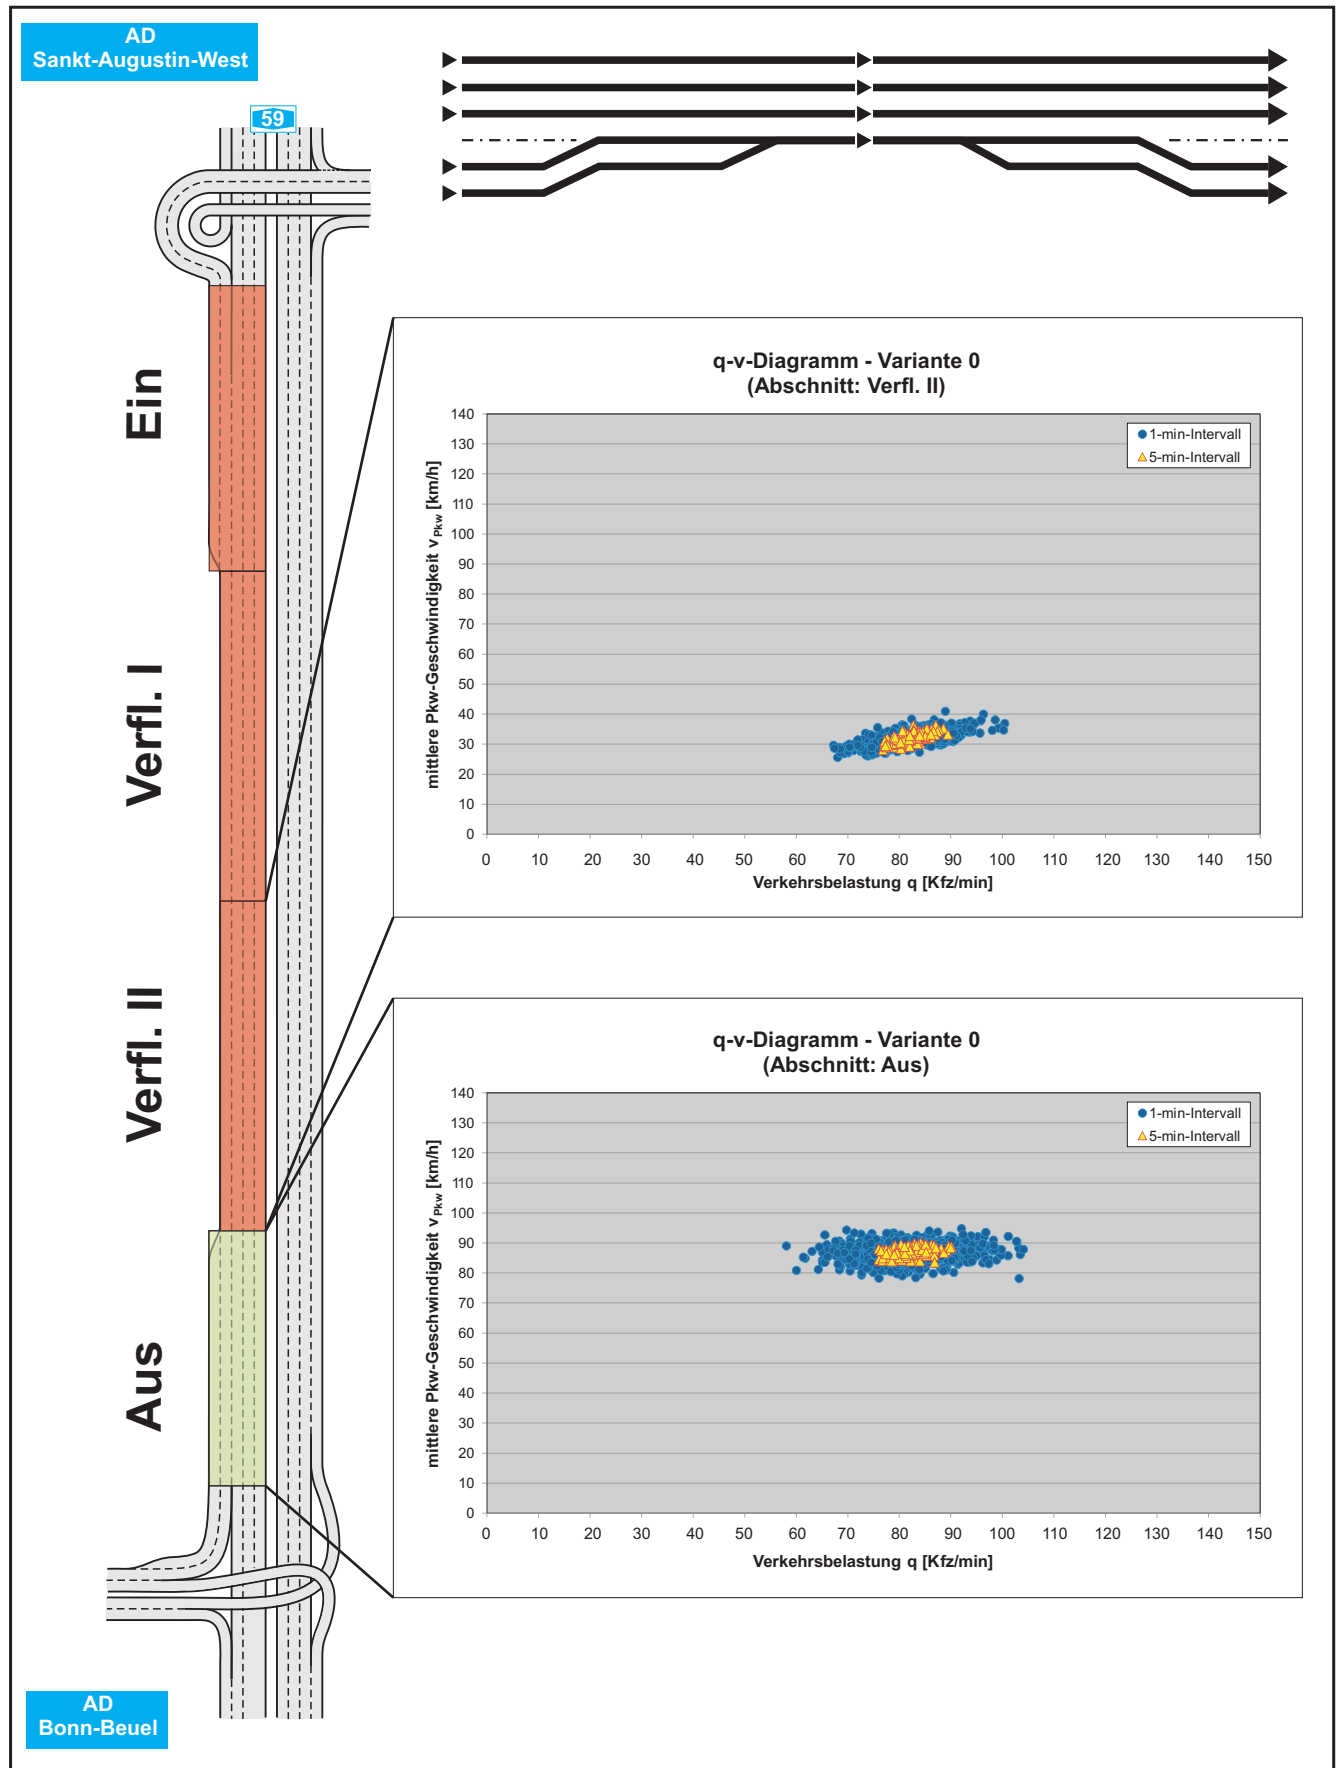 AD
Sankt-Augustin-West
59
Ein
Verfl. I
Verfl. II
Aus
AD
Bonn-Beuel
q-v-Diagramm - Variante 0
(Abschnitt: Verfl. II)
mittlere Pkw-Geschwindigkeit vPkw [km/h]
140
130
120
110
100
90
80
70
60
50
40
30
20
10
0
1-min-Intervall
5-min-Intervall
0 10 20 30 40 50 60 70 80 90 100 110 120 130 140 150
Verkehrsbelastung q [Kfz/min]
q-v-Diagramm - Variante 0
(Abschnitt: Aus)
mittlere Pkw-Geschwindigkeit vPkw [km/h]
140
130
120
110
100
90
80
70
60
50
40
30
20
10
0
1-min-Intervall
5-min-Intervall
0 10 20 30 40 50 60 70 80 90 100 110 120 130 140 150
Verkehrsbelastung q [Kfz/min]